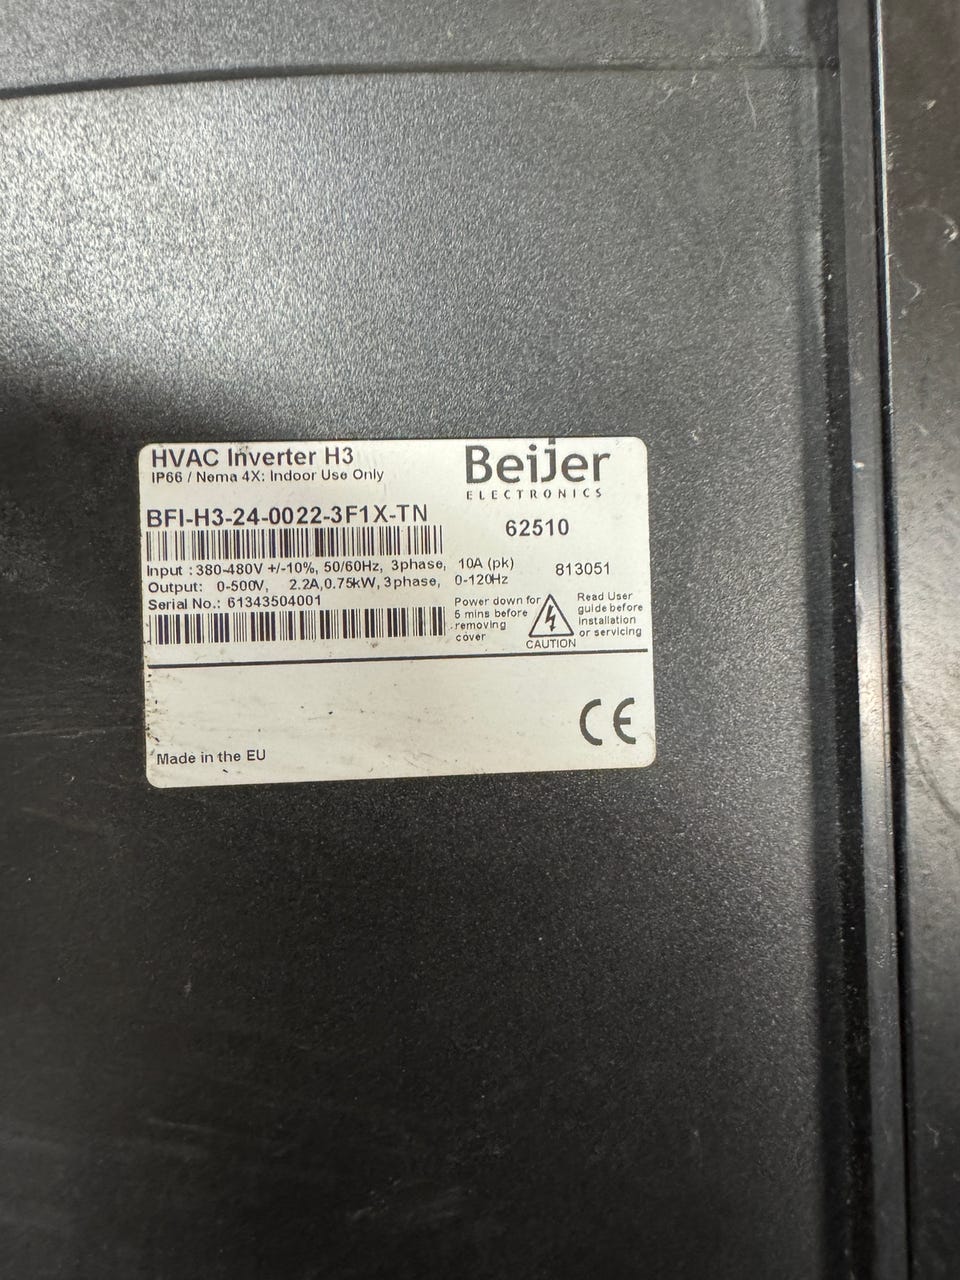 HVAC Inverter H3
IP66 / Nema 4X: Indoor Use Only
Beijer
ELECTRONICS
BFI-H3-24-0022-3F1X-TN
62510
Input : 380-480V +/-10%, 50/60Hz, 3phase, 10A (pk)
813051
Output: 0-500V, 2.2A,0.75kW, 3phase, 0-120Hz
Serial No.: 61343504001
Power down for
5 mins before
removing
cover
CAUTION
Read User
guide before
installation
or servicing
CE
Made in the EU